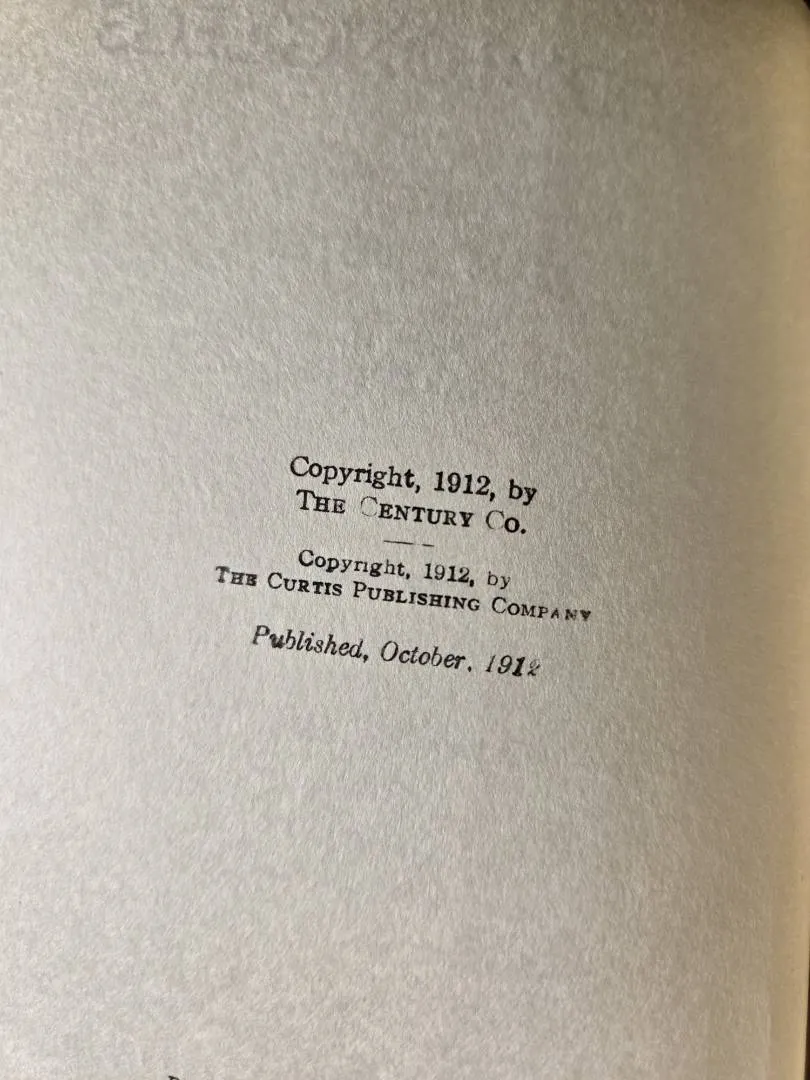 Copyright, 1912, by
THE CENTURY CO.
Copyright, 1912, by
THE CURTIS PUBLISHING COMPANY
Published, October, 1912